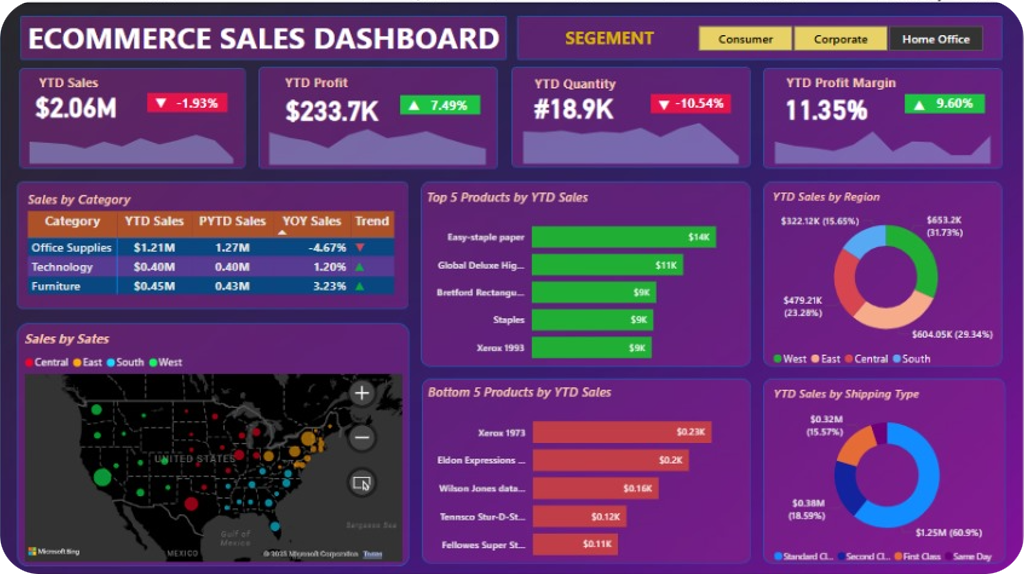 ECOMMERCE SALES DASHBOARD
SEGEMENT
Consumer
Corporate
Home Office
YTD Sales
$2.06M
▼ -1.93%
YTD Profit
$233.7K
▲ 7.49%
YTD Quantity
#18.9K
▼ -10.54%
YTD Profit Margin
11.35%
▲ 9.60%
Sales by Category
Category YTD Sales PYTD Sales YOY Sales Trend
Office Supplies $1.21M 1.27M -4.67% ▼
Technology $0.40M 0.40M 1.20% ▲
Furniture $0.45M 0.43M 3.23% ▲
Sales by Sates
Central East South West
UNITED STATES
Gulf of
Mexico
Sargasso Sea
MEXICO
Microsoft Bing
© 2025 Microsoft Corporation Terms
Top 5 Products by YTD Sales
Easy-staple paper $14K
Global Deluxe Hig... $11K
Bretford Rectangu... $9K
Staples $9K
Xerox 1993 $9K
Bottom 5 Products by YTD Sales
Xerox 1973 $0.23K
Eldon Expressions ... $0.2K
Wilson Jones data... $0.16K
Tennsco Stur-D-St... $0.12K
Fellowes Super St... $0.11K
YTD Sales by Region
$322.12K (15.65%)
$653.2K
(31.73%)
$479.21K
(23.28%)
$604.05K (29.34%)
West East Central South
YTD Sales by Shipping Type
$0.32M
(15.57%)
$0.38M
(18.59%)
$1.25M (60.9%)
Standard Cl... Second Cl... First Class Same Day